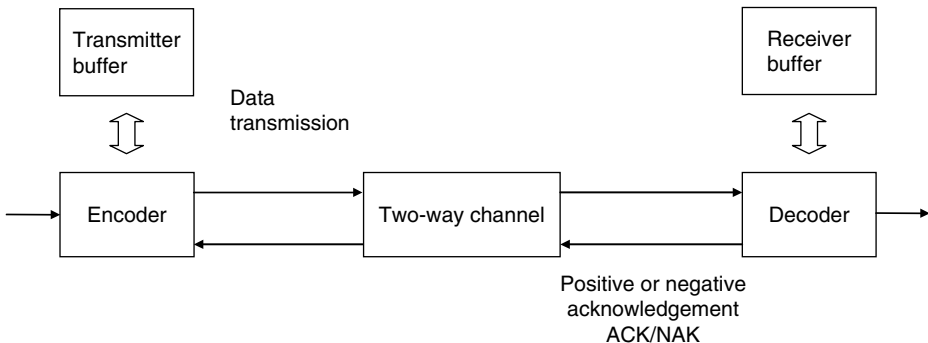 Transmitter
buffer
Receiver
buffer
Data
transmission
Encoder
Two-way channel
Decoder
Positive or negative
acknowledgement
ACK/NAK